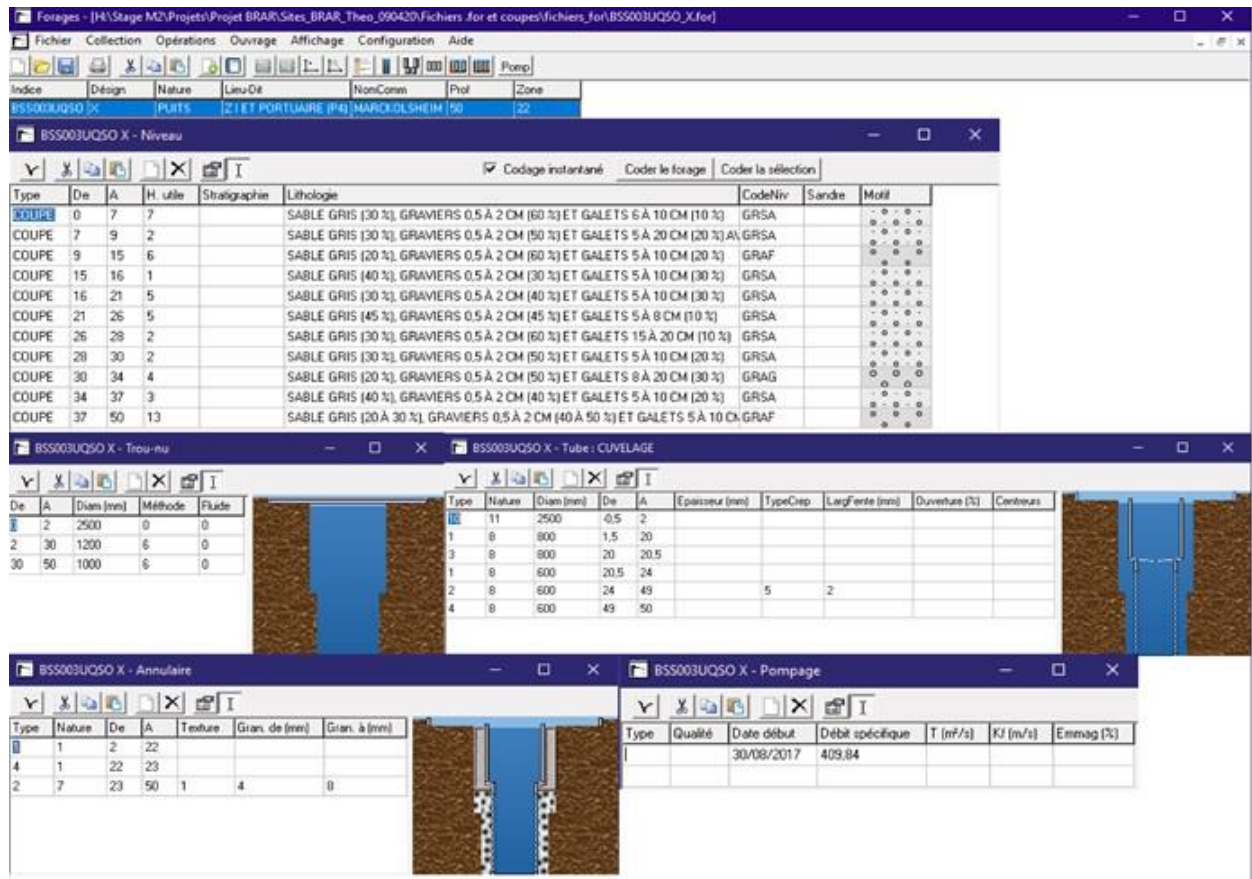 Forages - [H:\Stage M2\Projets\Projet BRAR\Sites_BRAR_Theo_090420\Fichiers .for et coupes\fichiers_for\BSS003UQSO_X.for]
Fichier Collection Opérations Ouvrage Affichage Configuration Aide
Pomp
Indice Désign Nature Lieu-Dit NomComm Prof Zone
BSS003UQSO X PUITS Z I ET PORTUAIRE (P4) MARCKOLSHEIM 50 22
BSS003UQSO X - Niveau
Codage instantané Coder le forage Coder la sélection
Type De A H. utile Stratigraphie Lithologie CodeNiv Sandre Motif
COUPE 0 7 7 SABLE GRIS (30 %), GRAVIERS 0,5 À 2 CM (60 %) ET GALETS 6 À 10 CM (10 %) GRSA
COUPE 7 9 2 SABLE GRIS (30 %), GRAVIERS 0,5 À 2 CM (50 %) ET GALETS 5 À 20 CM (20 %) AV GRSA
COUPE 9 15 6 SABLE GRIS (20 %), GRAVIERS 0,5 À 2 CM (60 %) ET GALETS 5 À 10 CM (20 %) GRAF
COUPE 15 16 1 SABLE GRIS (40 %), GRAVIERS 0,5 À 2 CM (30 %) ET GALETS 5 À 10 CM (30 %) GRSA
COUPE 16 21 5 SABLE GRIS (30 %), GRAVIERS 0,5 À 2 CM (40 %) ET GALETS 5 À 10 CM (30 %) GRSA
COUPE 21 26 5 SABLE GRIS (45 %), GRAVIERS 0,5 À 2 CM (45 %) ET GALETS 5 À 8 CM (10 %) GRSA
COUPE 26 28 2 SABLE GRIS (30 %), GRAVIERS 0,5 À 2 CM (60 %) ET GALETS 15 À 20 CM (10 %) GRSA
COUPE 28 30 2 SABLE GRIS (30 %), GRAVIERS 0,5 À 2 CM (50 %) ET GALETS 5 À 10 CM (20 %) GRSA
COUPE 30 34 4 SABLE GRIS (20 %), GRAVIERS 0,5 À 2 CM (50 %) ET GALETS 8 À 20 CM (30 %) GRAG
COUPE 34 37 3 SABLE GRIS (40 %), GRAVIERS 0,5 À 2 CM (40 %) ET GALETS 5 À 10 CM (20 %) GRSA
COUPE 37 50 13 SABLE GRIS (20 À 30 %), GRAVIERS 0,5 À 2 CM (40 À 50 %) ET GALETS 5 À 10 CM GRAF
BSS003UQSO X - Trou-nu
De A Diam (mm) Méthode Fluide
0 2 2500 0 0
2 30 1200 6 0
30 50 1000 6 0
BSS003UQSO X - Tube : CUVELAGE
Type Nature Diam (mm) De A Epaisseur (mm) TypeCrep LargFente (mm) Ouverture (%) Centreurs
10 11 2500 -0,5 2
1 8 800 1,5 20
3 8 800 20 20,5
1 8 600 20,5 24
2 8 600 24 49 5 2
4 8 600 49 50
BSS003UQSO X - Annulaire
Type Nature De A Texture Gran. de (mm) Gran. à (mm)
1 2 22
4 1 22 23
2 7 23 50 1 4 8
BSS003UQSO X - Pompage
Type Qualité Date début Débit spécifique T (m²/s) Kf (m/s) Emmag (%)
30/08/2017 409,84